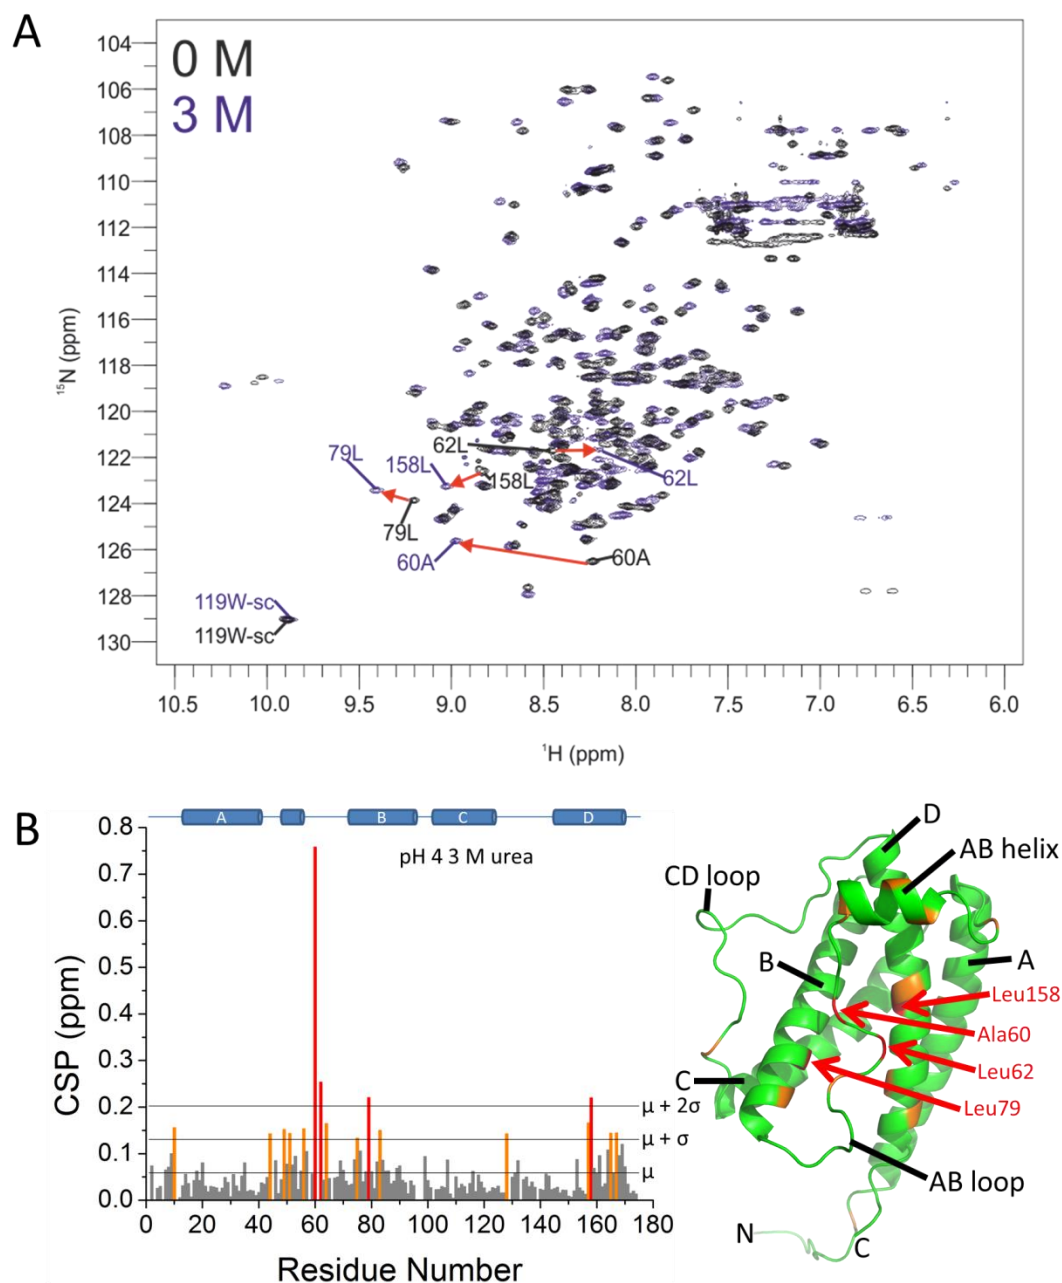 A
0 M
3 M
104
106
108
110
112
114
116
118
120
122
124
126
128
130
¹⁵N (ppm)
62L
79L
158L
158L
62L
79L
60A
60A
119W-sc
119W-sc
10.5
10.0
9.5
9.0
8.5
8.0
7.5
7.0
6.5
6.0
¹H (ppm)
B
A
B
C
D
pH 4 3 M urea
0.8
0.7
0.6
0.5
0.4
0.3
0.2
0.1
0.0
CSP (ppm)
μ + 2σ
μ + σ
μ
0
20
40
60
80
100
120
140
160
180
Residue Number
D
AB helix
CD loop
B
A
Leu158
Ala60
Leu62
C
Leu79
AB loop
N
C